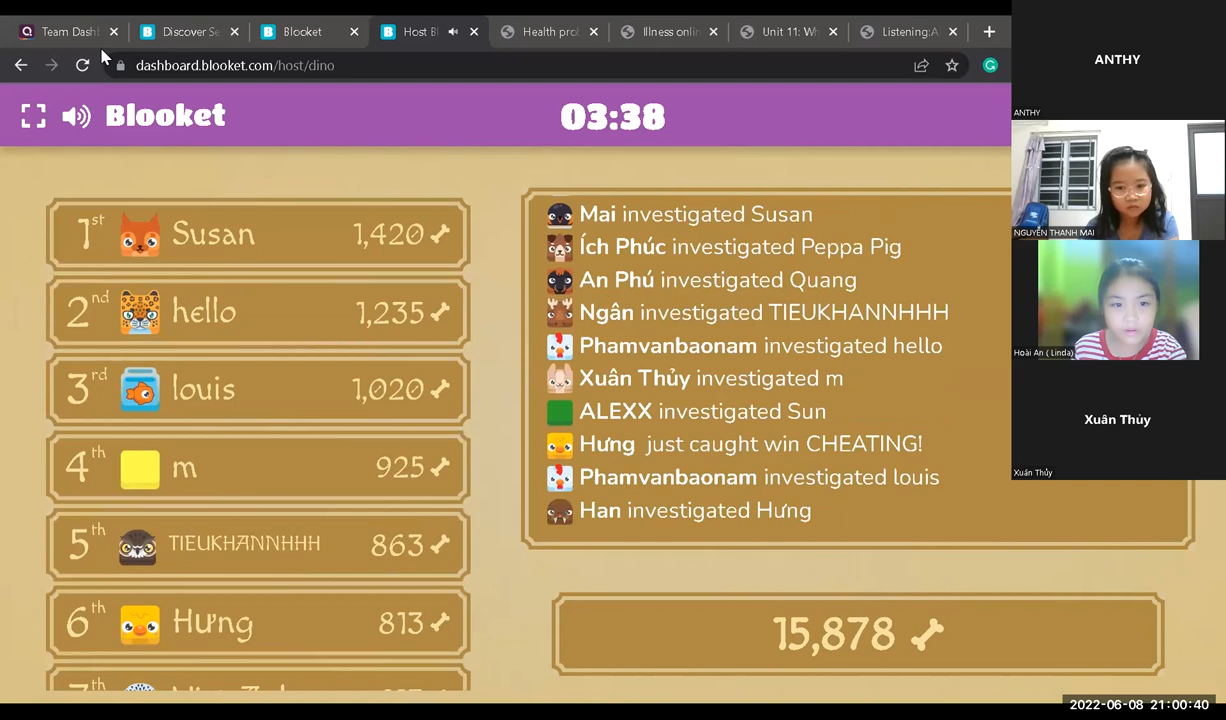 Team Dash
Discover Se
Blooket
Host Bl
Health pro
Illness onlin
Unit 11: Wh
Listening:A
dashboard.blooket.com/host/dino
Blooket
03:38
1st Susan 1,420
2nd hello 1,235
3rd louis 1,020
4th m 925
5th TIEUKHANNHHH 863
6th Hưng 813
Mai investigated Susan
Ích Phúc investigated Peppa Pig
An Phú investigated Quang
Ngân investigated TIEUKHANNHHH
Phamvanbaonam investigated hello
Xuân Thủy investigated m
ALEXX investigated Sun
Hưng just caught win CHEATING!
Phamvanbaonam investigated louis
Han investigated Hưng
15,878
ANTHY
ANTHY
NGUYỄN THANH MAI
Hoài An ( Linda)
Xuân Thủy
Xuân Thủy
2022-06-08 21:00:40